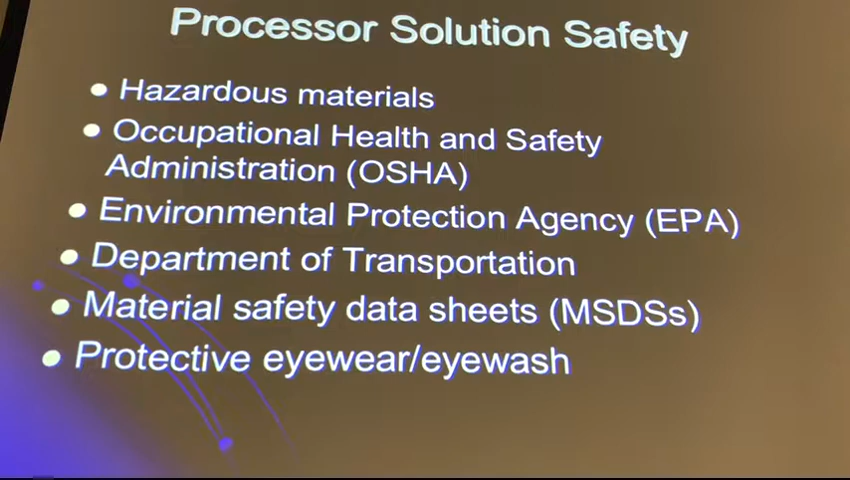 Processor Solution Safety
• Hazardous materials
• Occupational Health and Safety
Administration (OSHA)
• Environmental Protection Agency (EPA)
• Department of Transportation
• Material safety data sheets (MSDSs)
• Protective eyewear/eyewash